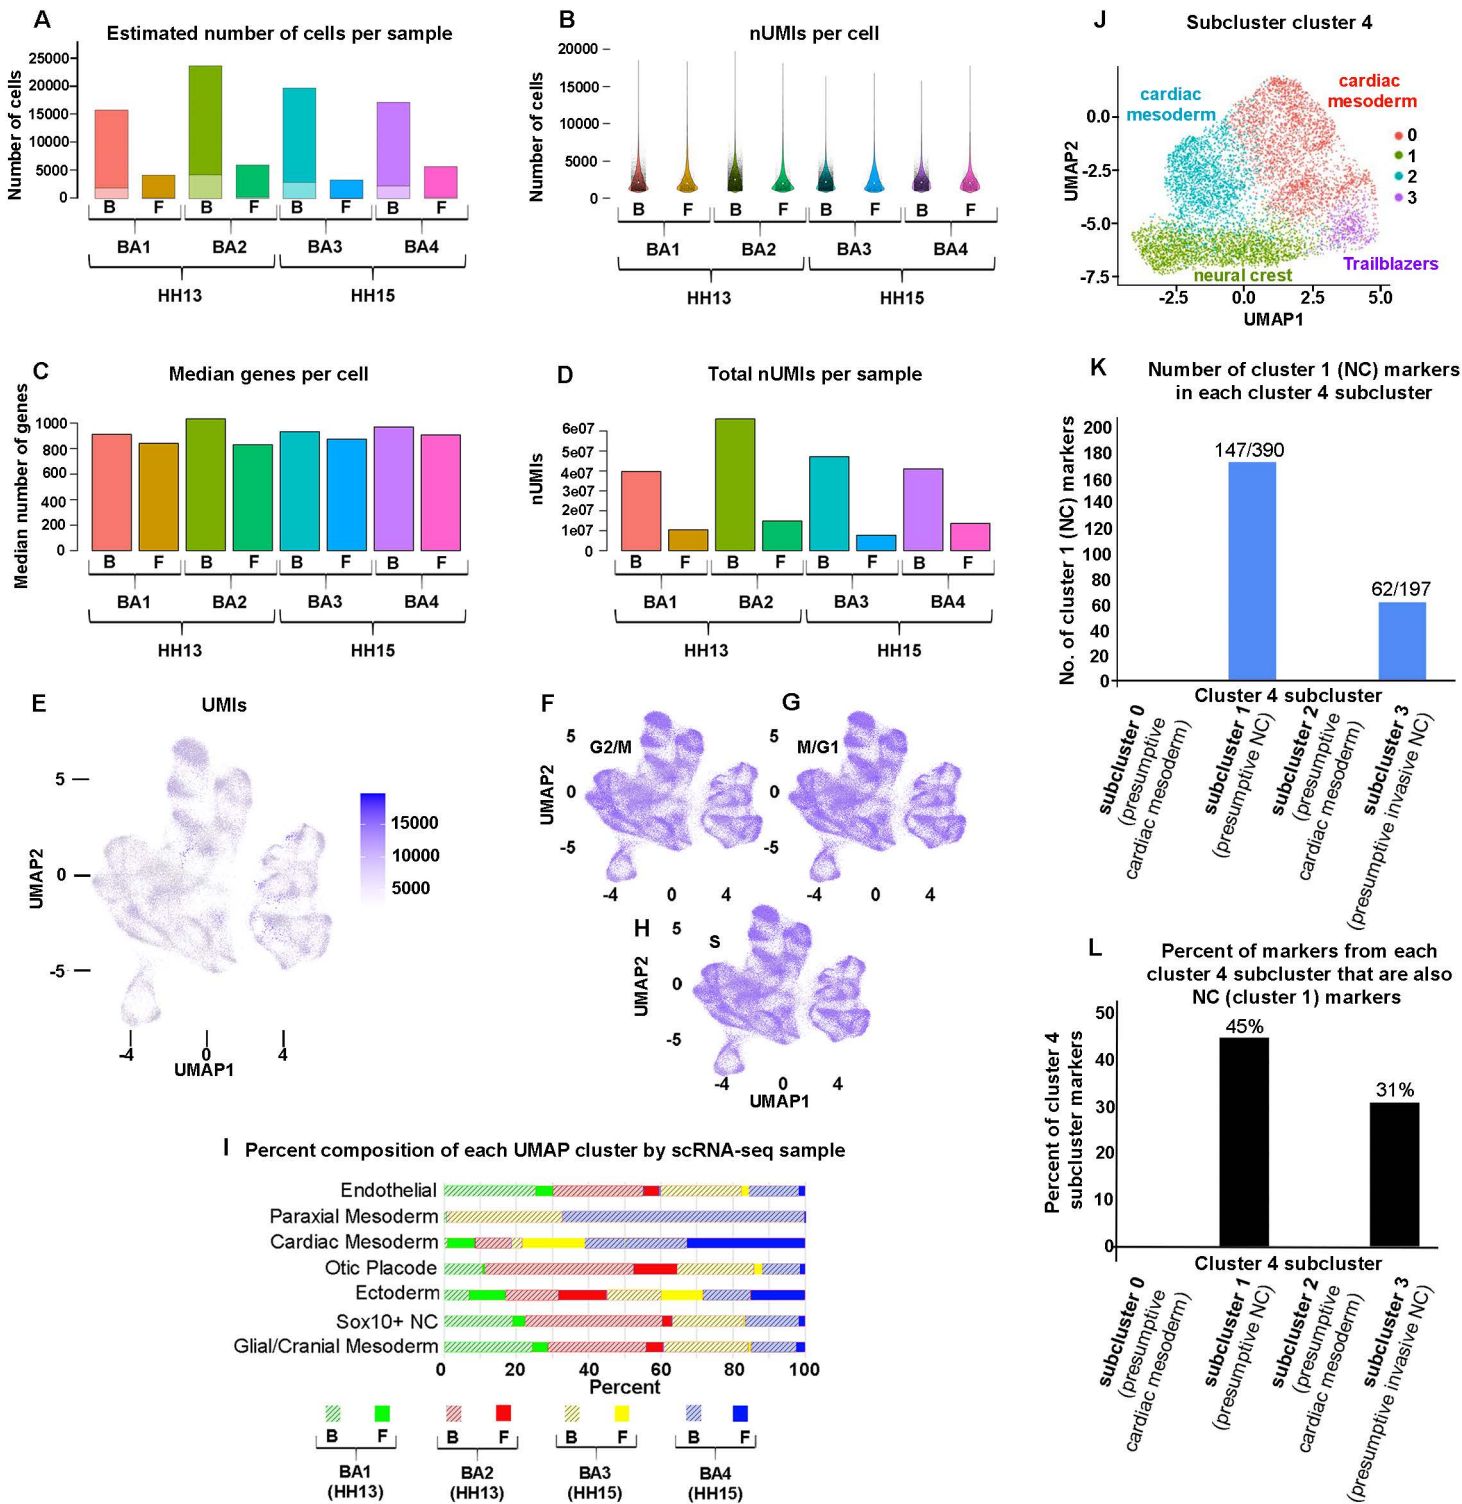 A
Estimated number of cells per sample
Number of cells
25000
20000
15000
10000
5000
0
B F B F B F B F
BA1 BA2 BA3 BA4
HH13 HH15
B
nUMIs per cell
Number of cells
20000
15000
10000
5000
0
B F B F B F B F
BA1 BA2 BA3 BA4
HH13 HH15
C
Median genes per cell
Median number of genes
1000
800
600
400
200
0
B F B F B F B F
BA1 BA2 BA3 BA4
HH13 HH15
D
Total nUMIs per sample
nUMIs
6e07
5e07
4e07
3e07
2e07
1e07
0
B F B F B F B F
BA1 BA2 BA3 BA4
HH13 HH15
E
UMIs
UMAP2
5
0
-5
-4 0 4
UMAP1
15000
10000
5000
F
G2/M
UMAP2
5
0
-5
-4 0 4
G
M/G1
5
0
-5
-4 0 4
H
S
UMAP2
5
0
-5
-4 0 4
UMAP1
I
Percent composition of each UMAP cluster by scRNA-seq sample
Endothelial
Paraxial Mesoderm
Cardiac Mesoderm
Otic Placode
Ectoderm
Sox10+ NC
Glial/Cranial Mesoderm
0 20 40 60 80 100
Percent
B F B F B F B F
BA1 BA2 BA3 BA4
(HH13) (HH13) (HH15) (HH15)
J
Subcluster cluster 4
UMAP2
0.0
-2.5
-5.0
-7.5
-2.5 0.0 2.5 5.0
UMAP1
cardiac
mesoderm
cardiac
mesoderm
neural crest
Trailblazers
0
1
2
3
K
Number of cluster 1 (NC) markers
in each cluster 4 subcluster
No. of cluster 1 (NC) markers
200
180
160
140
120
100
80
60
40
20
0
147/390
62/197
Cluster 4 subcluster
subcluster 0
(presumptive
cardiac mesoderm)
subcluster 1
(presumptive NC)
subcluster 2
(presumptive
cardiac mesoderm)
subcluster 3
(presumptive invasive NC)
L
Percent of markers from each
cluster 4 subcluster that are also
NC (cluster 1) markers
Percent of cluster 4
subcluster markers
50
40
30
20
10
0
45%
31%
Cluster 4 subcluster
subcluster 0
(presumptive
cardiac mesoderm)
subcluster 1
(presumptive NC)
subcluster 2
(presumptive
cardiac mesoderm)
subcluster 3
(presumptive invasive NC)